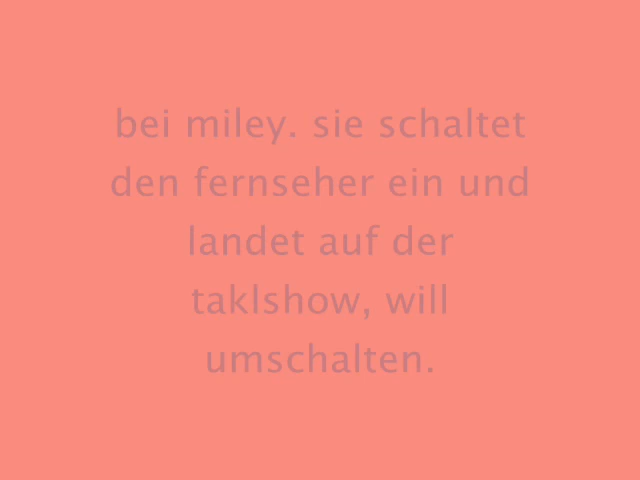 bei miley. sie schaltet
den fernseher ein und
landet auf der
taklshow, will
umschalten.